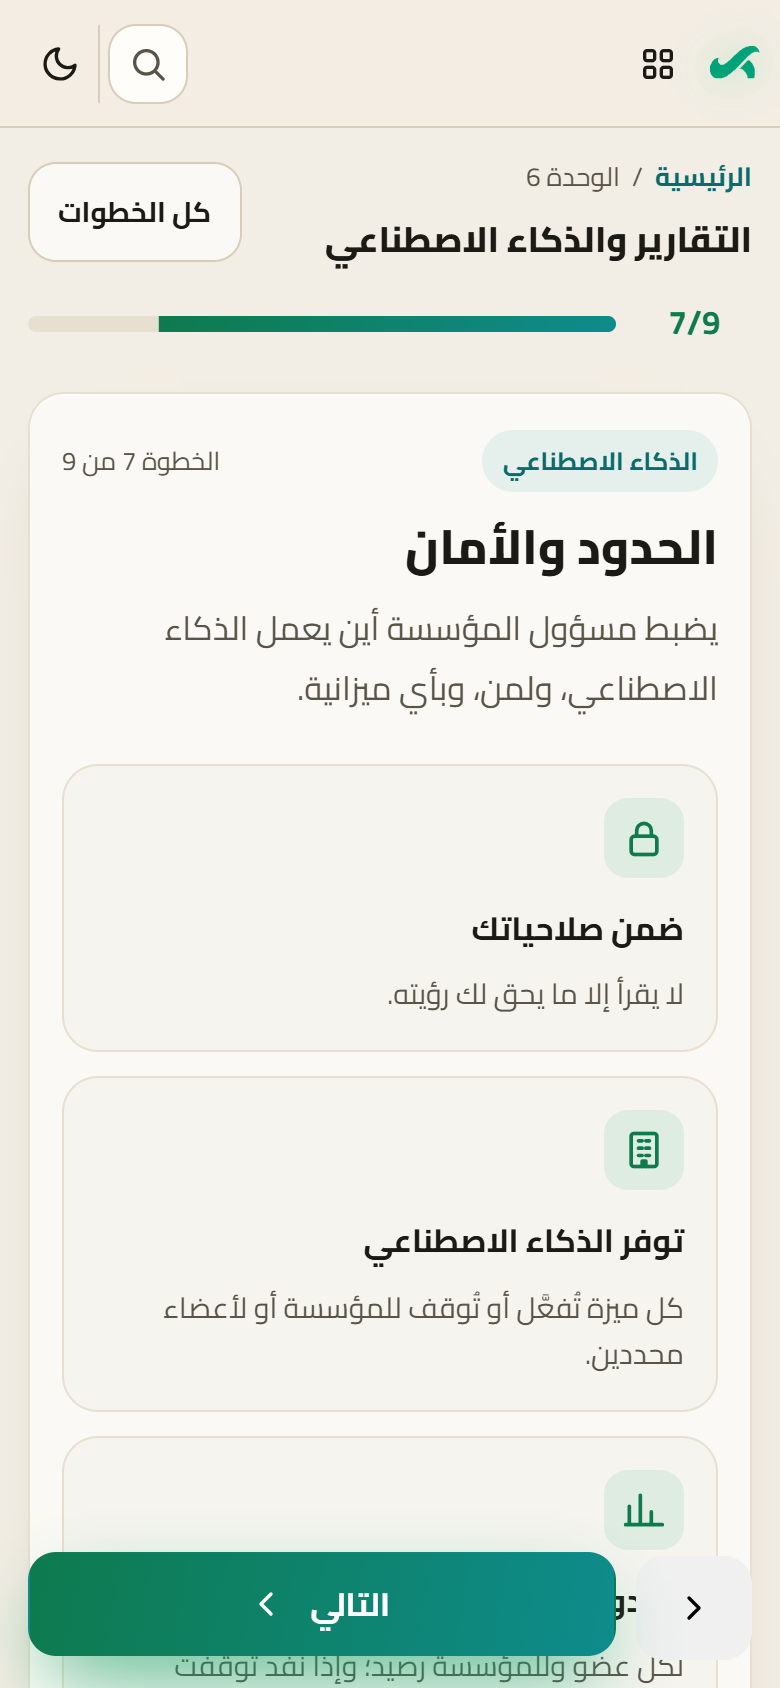 الرئيسية / الوحدة 6
كل الخطوات
التقارير والذكاء الاصطناعي
7/9
الذكاء الاصطناعي
الخطوة 7 من 9
الحدود والأمان
يضبط مسؤول المؤسسة أين يعمل الذكاء
الاصطناعي، ولمن، وبأي ميزانية.
ضمن صلاحياتك
لا يقرأ إلا ما يحق لك رؤيته.
توفر الذكاء الاصطناعي
كل ميزة تُفعَّل أو تُوقف للمؤسسة أو لأعضاء
محددين.
التالي
لكل عضو وللمؤسسة رصيد؛ وإذا نفد توقفت